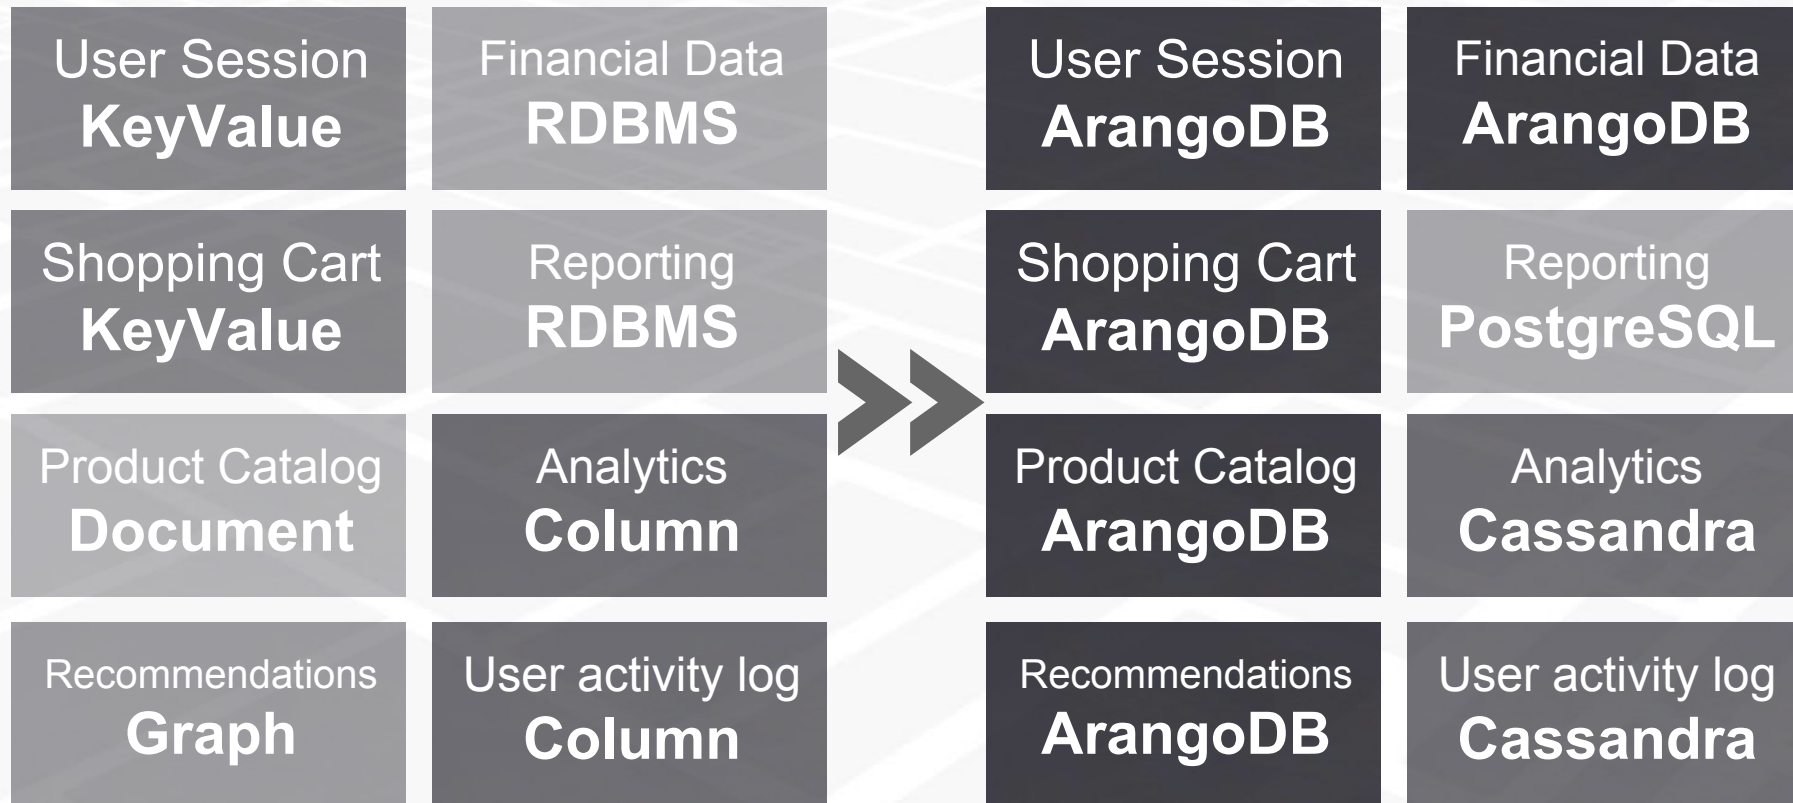 User Session
KeyValue
Financial Data
RDBMS
Shopping Cart
KeyValue
Reporting
RDBMS
Product Catalog
Document
Analytics
Column
Recommendations
Graph
User activity log
Column
User Session
ArangoDB
Financial Data
ArangoDB
Shopping Cart
ArangoDB
Reporting
PostgreSQL
Product Catalog
ArangoDB
Analytics
Cassandra
Recommendations
ArangoDB
User activity log
Cassandra